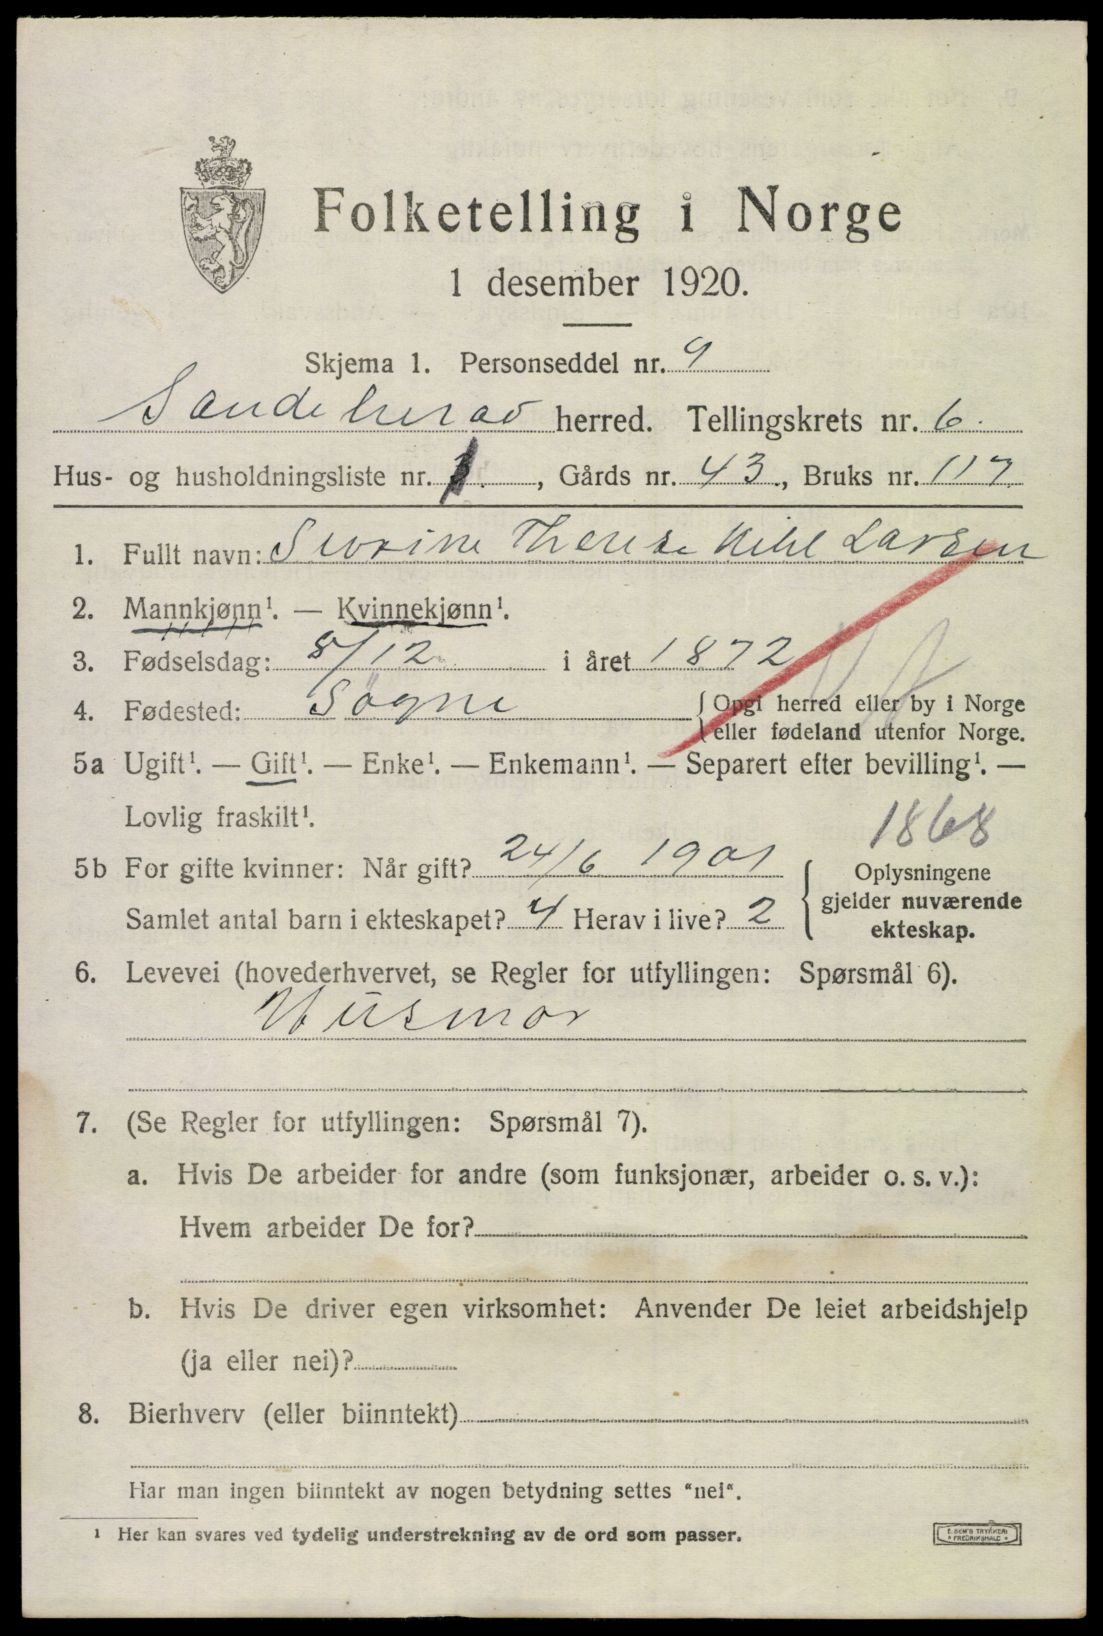 Folketelling i Norge
1 desember 1920.
Skjema 1. Personseddel nr. 9
Sandeherad herred. Tellingskrets nr. 6.
Hus- og husholdningsliste nr. 1, Gårds nr. 43, Bruks nr. 117
1. Fullt navn: Severine Therese Kihl Larsen
2. Mannkjønn¹. — Kvinnekjønn¹.
3. Fødselsdag: 8/12 i året 1872
4. Fødested: Søgne {Opgi herred eller by i Norge
eller fødeland utenfor Norge.
5a Ugift¹. — Gift¹. — Enke¹. — Enkemann¹. — Separert efter bevilling¹. —
Lovlig fraskilt¹.
1868
5b For gifte kvinner: Når gift? 24/6 1901
Samlet antal barn i ekteskapet? 4 Herav i live? 2
{Oplysningene
gjelder nuværende
ekteskap.
6. Levevei (hovederhvervet, se Regler for utfyllingen: Spørsmål 6).
Husmor
7. (Se Regler for utfyllingen: Spørsmål 7).
a. Hvis De arbeider for andre (som funksjonær, arbeider o. s. v.):
Hvem arbeider De for?
b. Hvis De driver egen virksomhet: Anvender De leiet arbeidshjelp
(ja eller nei)?
8. Bierhverv (eller biinntekt)
Har man ingen biinntekt av nogen betydning settes "nei".
¹ Her kan svares ved tydelig understrekning av de ord som passer.
E. SEM'S TRYKKERI
FREDRIKSHALD